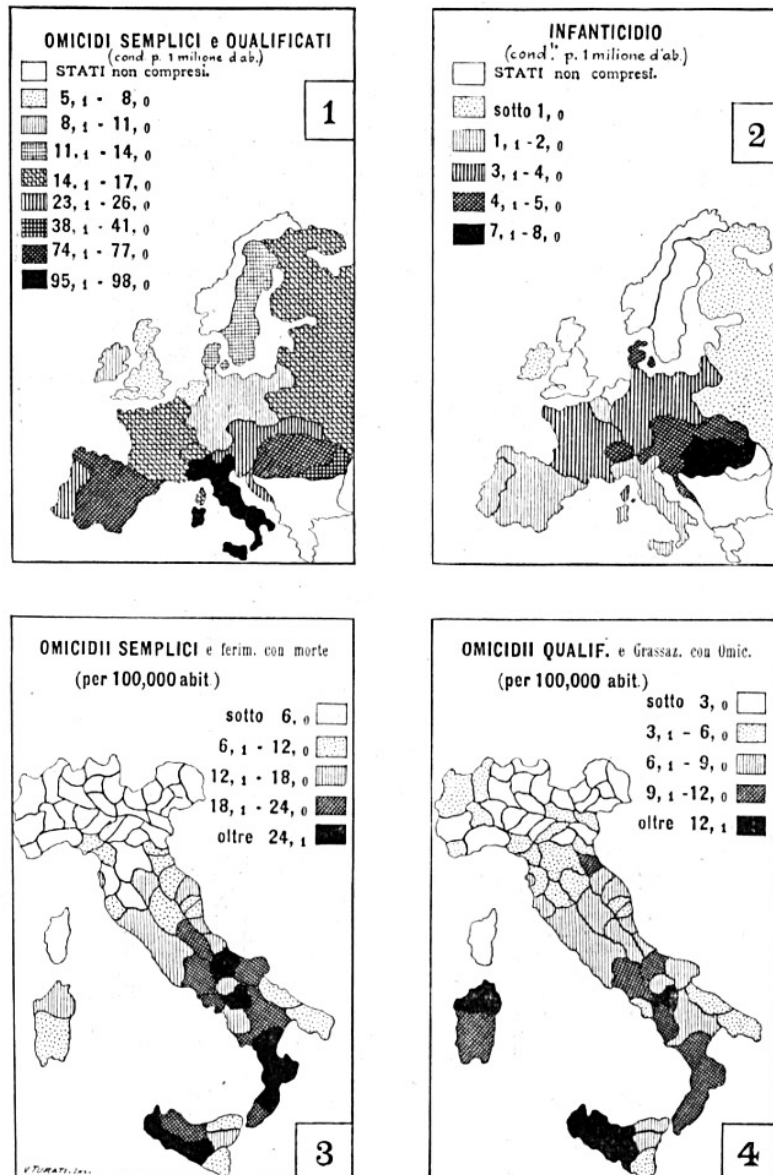 OMICIDI SEMPLICI e QUALIFICATI
(cond. p. 1 milione d'ab.)
STATI non compresi.
5,1 - 8,0
8,1 - 11,0
11,1 - 14,0
14,1 - 17,0
23,1 - 26,0
38,1 - 41,0
74,1 - 77,0
95,1 - 98,0
1
INFANTICIDIO
(cond.ti p. 1 milione d'ab.)
STATI non compresi.
sotto 1,0
1,1 - 2,0
3,1 - 4,0
4,1 - 5,0
7,1 - 8,0
2
OMICIDII SEMPLICI e ferim. con morte
(per 100,000 abit.)
sotto 6,0
6,1 - 12,0
12,1 - 18,0
18,1 - 24,0
oltre 24,1
3
V. TURATI. Inc.
OMICIDII QUALIF. e Grassaz. con Omic.
(per 100,000 abit.)
sotto 3,0
3,1 - 6,0
6,1 - 9,0
9,1 - 12,0
oltre 12,1
4